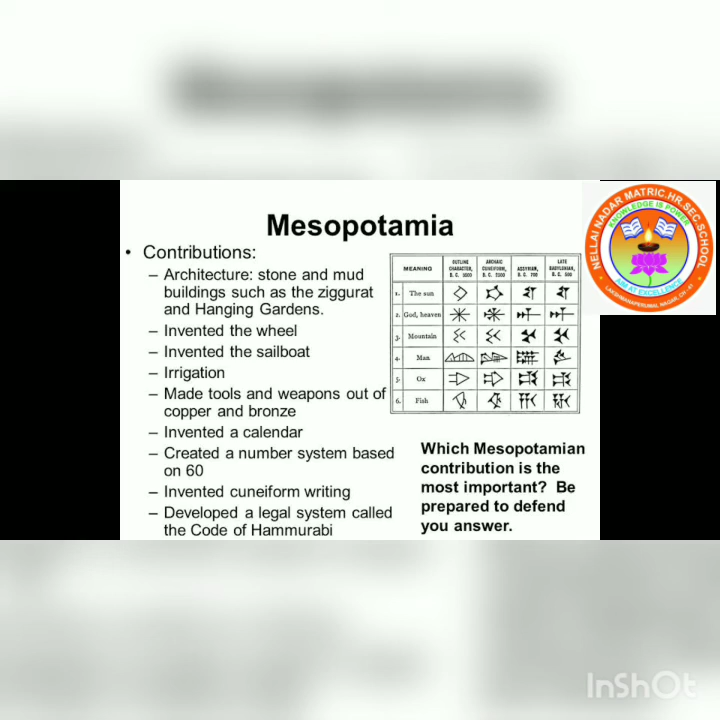 Mesopotamia
• Contributions:
– Architecture: stone and mud
buildings such as the ziggurat
and Hanging Gardens.
– Invented the wheel
– Invented the sailboat
– Irrigation
– Made tools and weapons out of
copper and bronze
– Invented a calendar
– Created a number system based
on 60
– Invented cuneiform writing
– Developed a legal system called
the Code of Hammurabi
MEANING OUTLINE CHARACTER, B. C. ARCHAIC CUNEIFORM, B. C. ASSYRIAN, B. C. 700 LATE BABYLONIAN, B. C. 500
1. The sun
2. God, heaven
3. Mountain
4. Man
5. Ox
6. Fish
Which Mesopotamian
contribution is the
most important? Be
prepared to defend
you answer.
NELLAI NADAR MATRIC.HR.SEC.SCHOOL
KNOWLEDGE IS POWER
AIM AT EXCELLENCE
InShOt